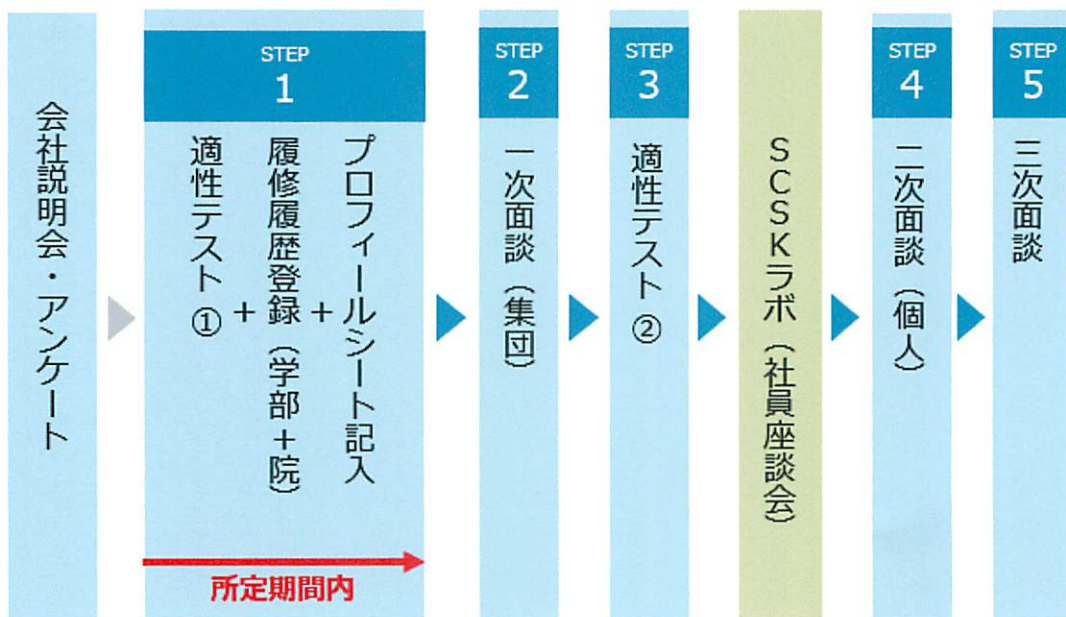 会社説明会・アンケート
STEP
1
適性テスト①
+
履修履歴登録（学部＋院）
+
プロフィールシート記入
所定期間内
STEP
2
一次面談（集団）
STEP
3
適性テスト②
SCSKラボ（社員座談会）
STEP
4
二次面談（個人）
STEP
5
三次面談